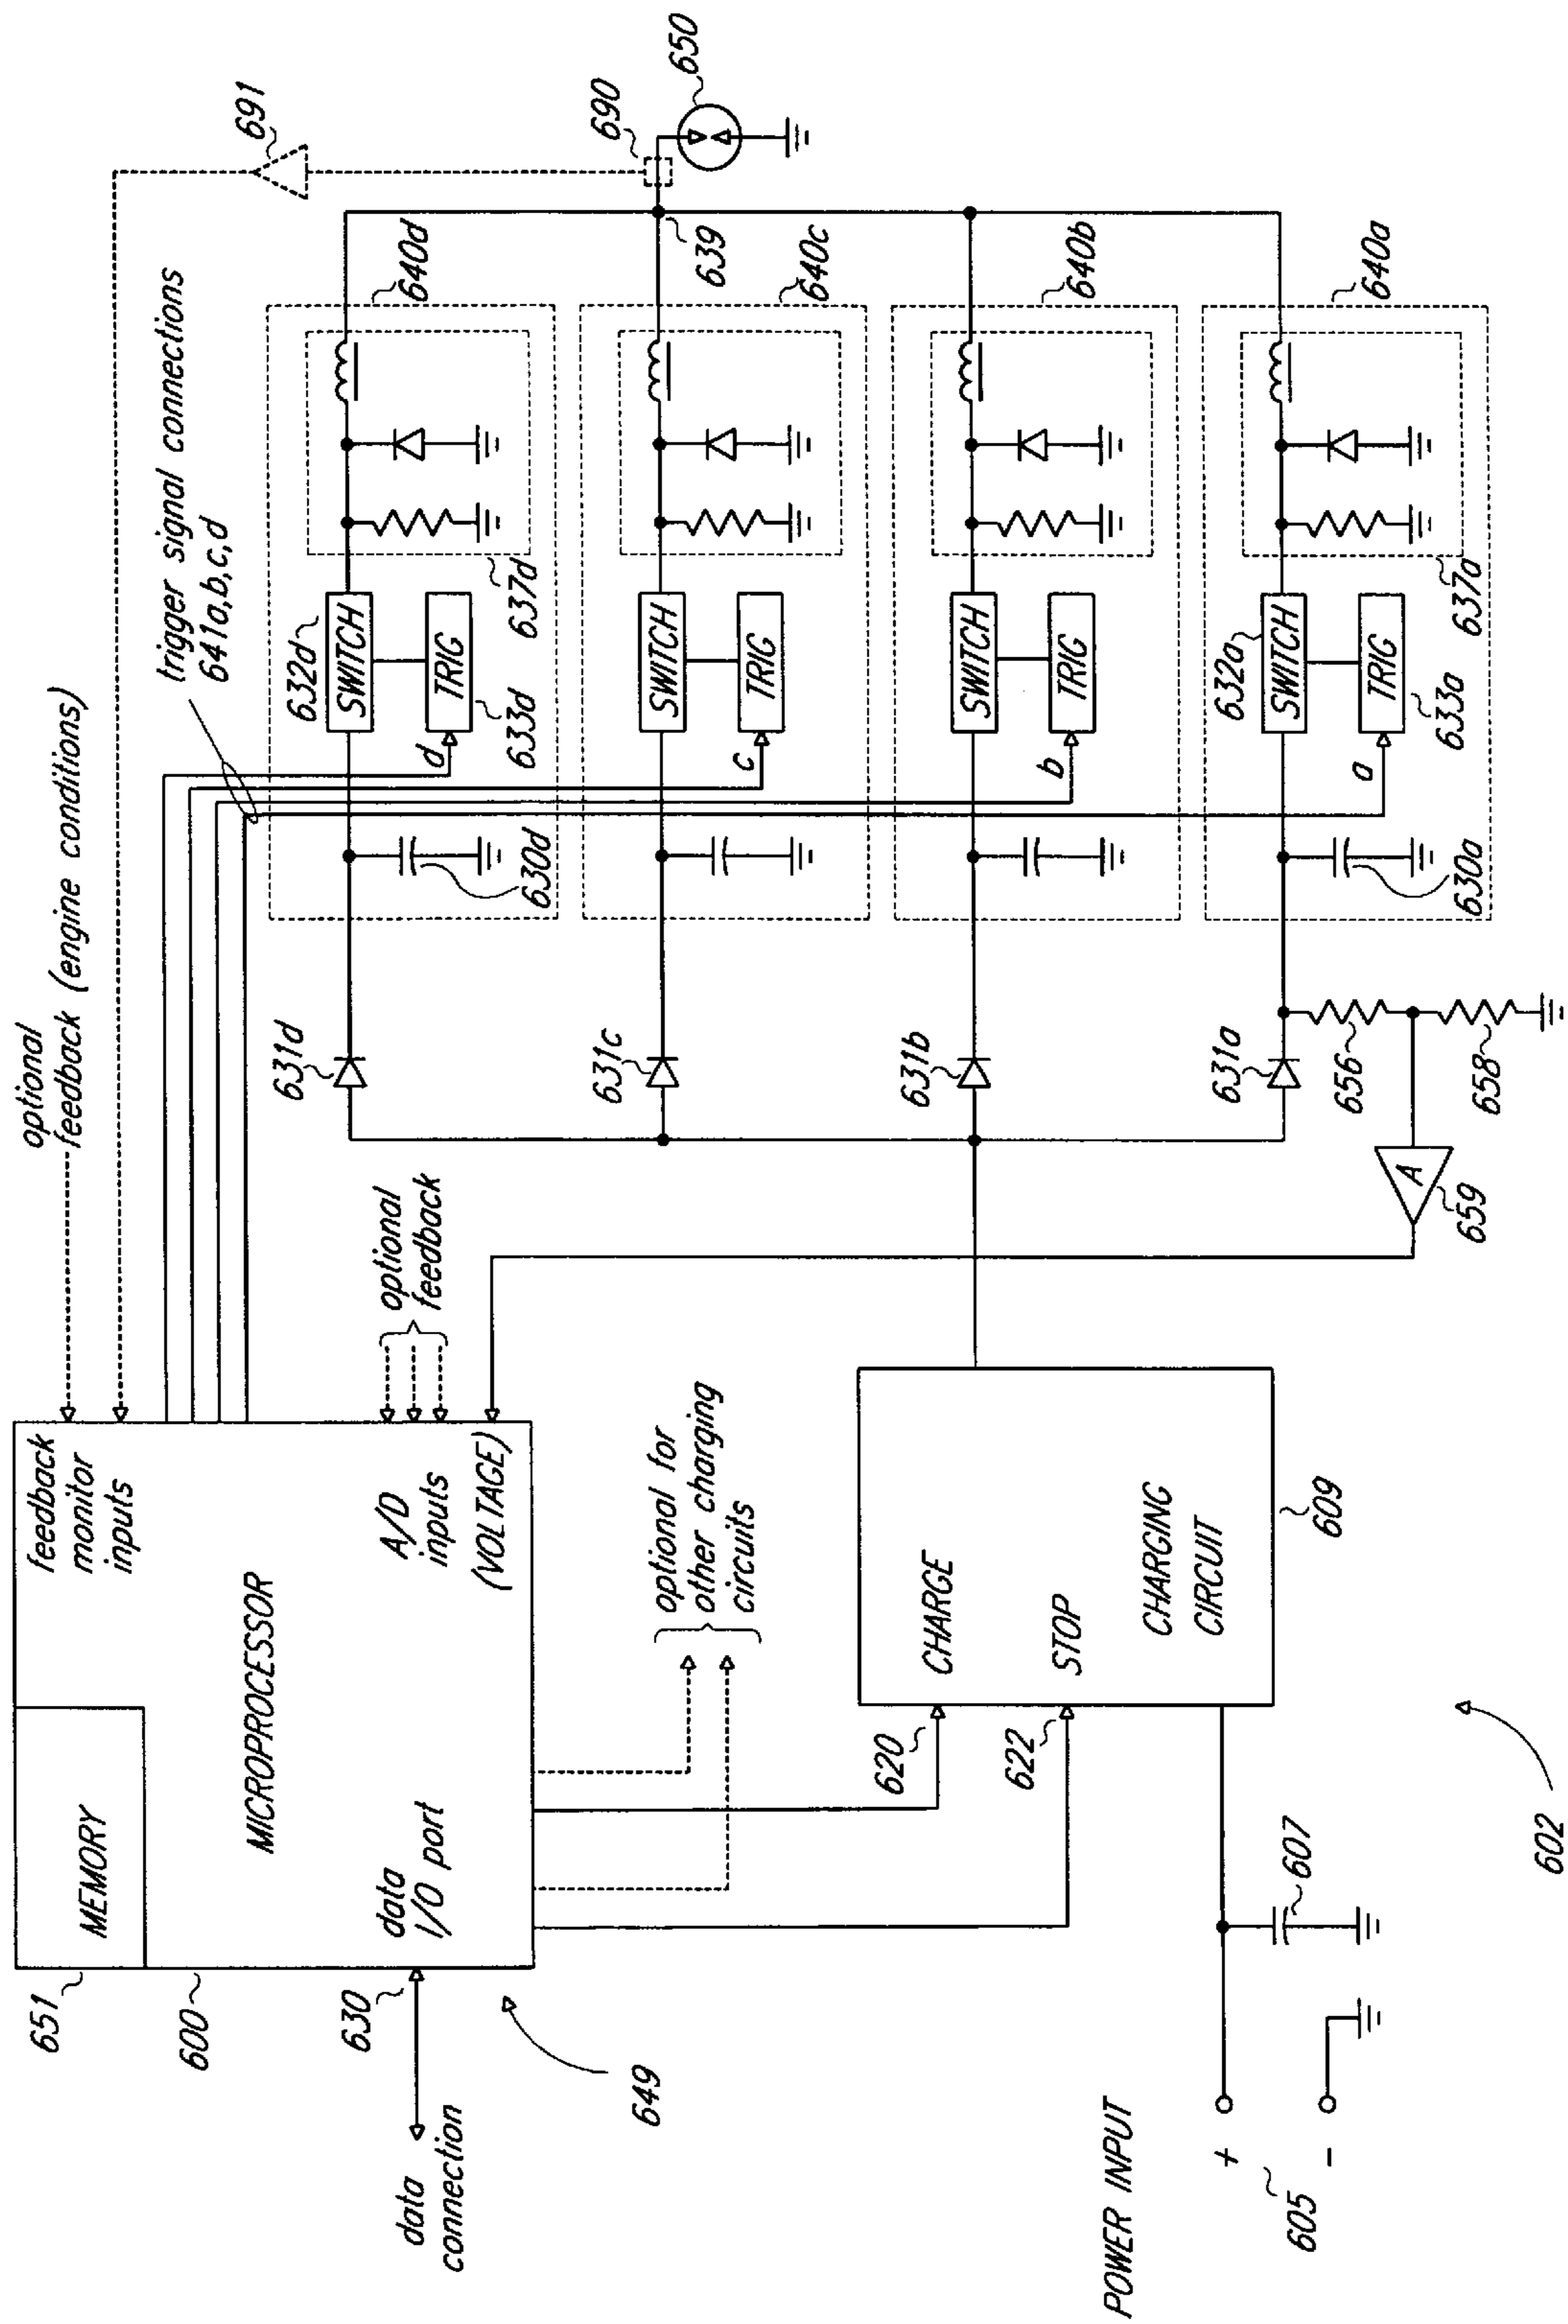 optional
feedback (engine conditions)
trigger signal connections
641a,b,c,d
691
690
650
639
651
MEMORY
feedback
monitor
inputs
600
MICROPROCESSOR
optional
feedback
A/D
inputs
(VOLTAGE)
630
data
I/O port
data
connection
649
optional for
other charging
circuits
631d
630d
632d
SWITCH
d
TRIG
633d
637d
640d
631c
SWITCH
c
TRIG
640c
631b
SWITCH
b
TRIG
640b
631a
630a
632a
SWITCH
a
TRIG
633a
637a
640a
656
658
A
659
620
CHARGE
622
STOP
CHARGING
CIRCUIT
609
POWER INPUT
+
605
-
607
602